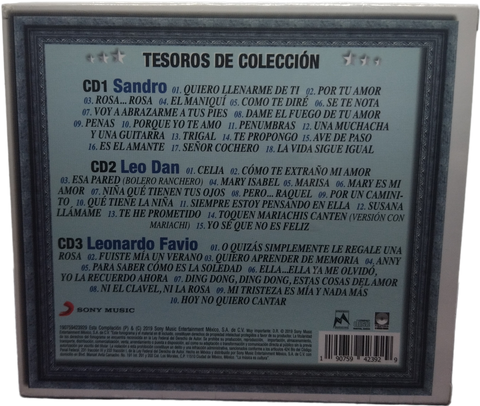 TESOROS DE COLECCIÓN
CD1 Sandro 01. QUIERO LLENARME DE TI 02. POR TU AMOR
03. ROSA... ROSA 04. EL MANIQUÍ 05. COMO TE DIRÉ 06. SE TE NOTA
07. VOY A ABRAZARME A TUS PIES 08. DAME EL FUEGO DE TU AMOR
09. PENAS 10. PORQUE YO TE AMO 11. PENUMBRAS 12. UNA MUCHACHA
Y UNA GUITARRA 13. TRIGAL 14. TE PROPONGO 15. AVE DE PASO
16. ES EL AMANTE 17. SEÑOR COCHERO 18. LA VIDA SIGUE IGUAL
CD2 Leo Dan 01. CELIA 02. CÓMO TE EXTRAÑO MI AMOR
03. ESA PARED (BOLERO RANCHERO) 04. MARY ISABEL 05. MARISA 06. MARY ES MI
AMOR 07. NIÑA QUÉ TIENEN TUS OJOS 08. PERO... RAQUEL 09. POR UN CAMINI-
TO 10. QUÉ TIENE LA NIÑA 11. SIEMPRE ESTOY PENSANDO EN ELLA 12. SUSANA
LLÁMAME 13. TE HE PROMETIDO 14. TOQUEN MARIACHIS CANTEN (VERSIÓN CON
MARIACHI) 15. YO SÉ QUE NO ES FELIZ
CD3 Leonardo Favio 01. O QUIZÁS SIMPLEMENTE LE REGALE UNA
ROSA 02. FUISTE MÍA UN VERANO 03. QUIERO APRENDER DE MEMORIA 04. ANNY
05. PARA SABER CÓMO ES LA SOLEDAD 06. ELLA... ELLA YA ME OLVIDÓ,
YO LA RECUERDO AHORA 07. DING DONG, DING DONG, ESTAS COSAS DEL AMOR
08. NI EL CLAVEL, NI LA ROSA 09. MI TRISTEZA ES MÍA Y NADA MÁS
10. HOY NO QUIERO CANTAR
SONY MUSIC
1 90759 42392 9